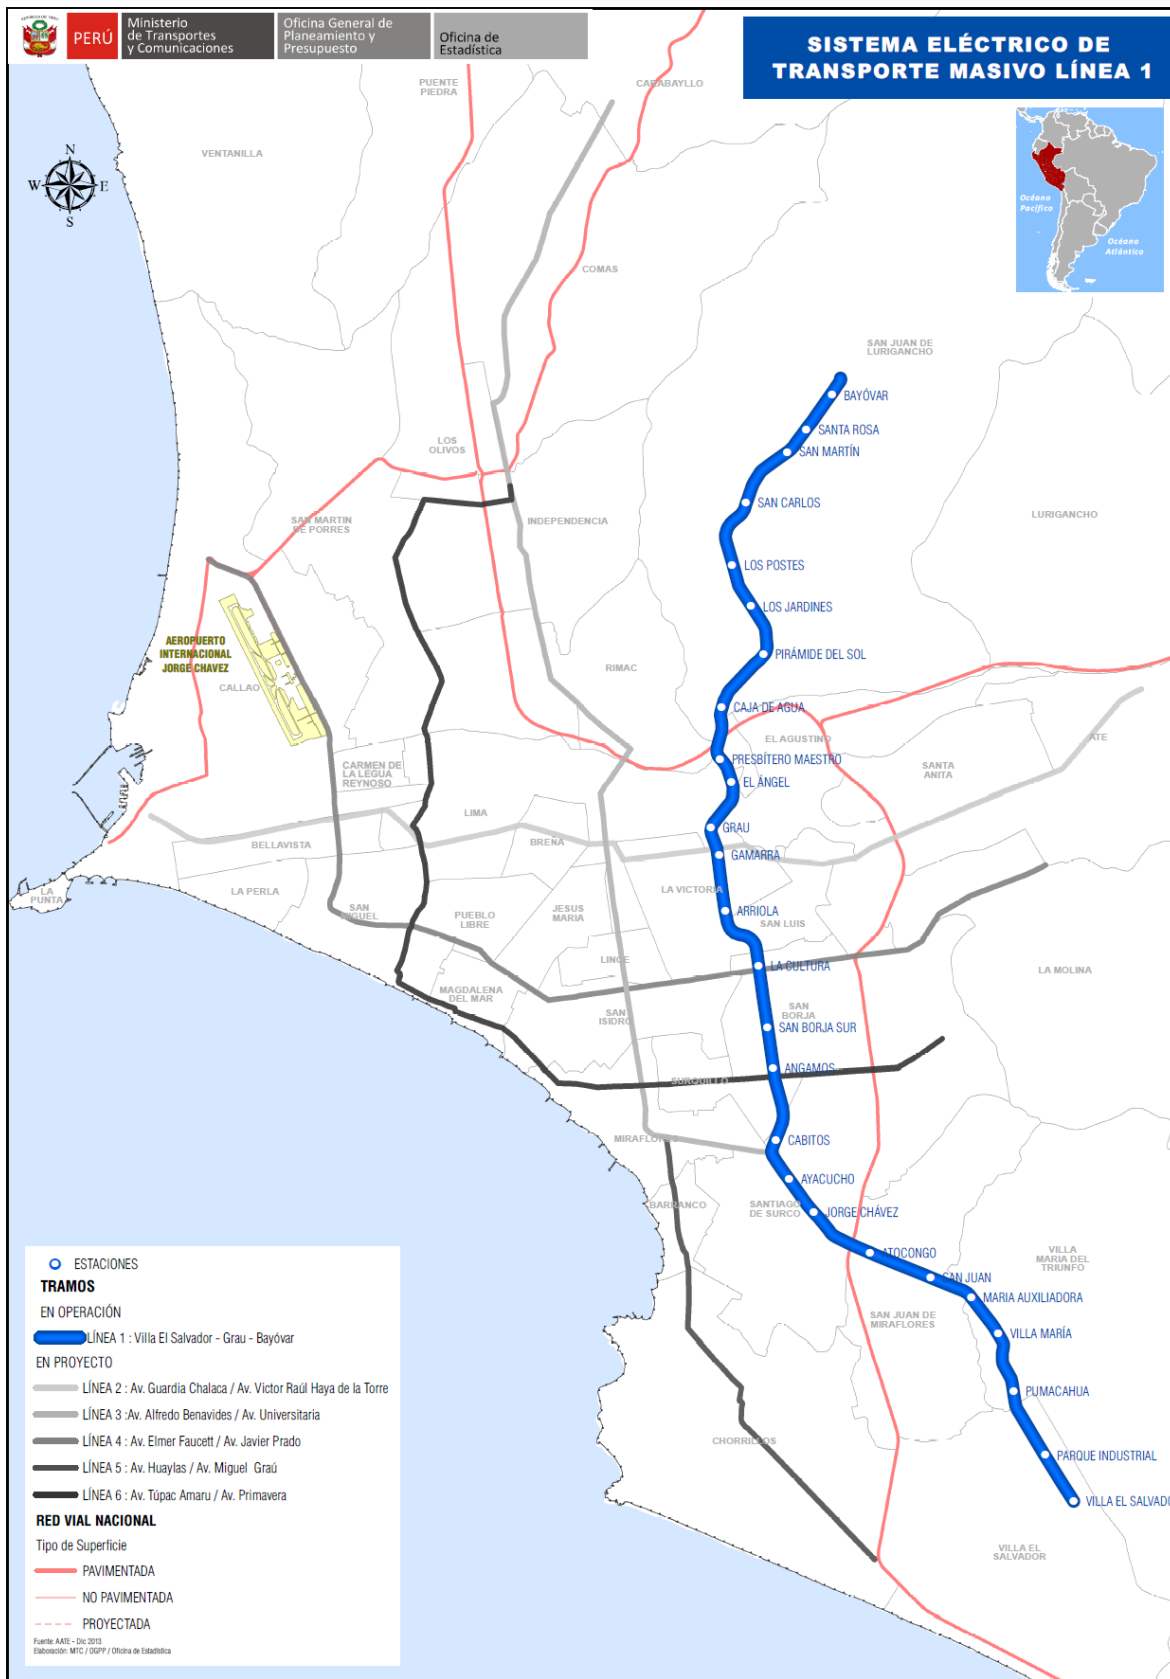 PERÚ
Ministerio
de Transportes
y Comunicaciones
Oficina General de
Planeamiento y
Presupuesto
Oficina de
Estadística
SISTEMA ELÉCTRICO DE
TRANSPORTE MASIVO LÍNEA 1
Océano
Pacífico
Océano
Atlántico
N
W
E
S
PUENTE
PIEDRA
CARABAYLLO
VENTANILLA
COMAS
SAN JUAN DE
LURIGANCHO
BAYÓVAR
SANTA ROSA
LOS
OLIVOS
SAN MARTÍN
SAN CARLOS
SAN MARTIN
DE PORRES
INDEPENDENCIA
LURIGANCHO
LOS POSTES
LOS JARDINES
AEROPUERTO
INTERNACIONAL
JORGE CHAVEZ
CALLAO
RIMAC
PIRÁMIDE DEL SOL
CAJA DE AGUA
EL AGUSTINO
ATE
PRESBÍTERO MAESTRO
SANTA
ANITA
CARMEN DE
LA LEGUA
REYNOSO
EL ÁNGEL
LIMA
GRAU
BELLAVISTA
BREÑA
GAMARRA
LA
PUNTA
LA PERLA
LA VICTORIA
SAN
MIGUEL
PUEBLO
LIBRE
JESUS
MARIA
ARRIOLA
SAN LUIS
LINCE
LA CULTURA
LA MOLINA
MAGDALENA
DEL MAR
SAN
ISIDRO
SAN
BORJA
SAN BORJA SUR
ANGAMOS
SURQUILLO
MIRAFLORES
CABITOS
AYACUCHO
BARRANCO
SANTIAGO
DE SURCO
JORGE CHÁVEZ
ATOCONGO
VILLA
MARIA DEL
TRIUNFO
SAN JUAN
MARIA AUXILIADORA
SAN JUAN DE
MIRAFLORES
VILLA MARÍA
PUMACAHUA
CHORRILLOS
PARQUE INDUSTRIAL
VILLA EL SALVADO
VILLA EL
SALVADOR
ESTACIONES
TRAMOS
EN OPERACIÓN
LÍNEA 1 : Villa El Salvador - Grau - Bayóvar
EN PROYECTO
LÍNEA 2 : Av. Guardia Chalaca / Av. Victor Raúl Haya de la Torre
LÍNEA 3 :Av. Alfredo Benavides / Av. Universitaria
LÍNEA 4 : Av. Elmer Faucett / Av. Javier Prado
LÍNEA 5 : Av. Huaylas / Av. Miguel Graú
LÍNEA 6 : Av. Túpac Amaru / Av. Primavera
RED VIAL NACIONAL
Tipo de Superficie
PAVIMENTADA
NO PAVIMENTADA
PROYECTADA
Fuente: AATE - Dic 2013
Elaboración: MTC / OGPP / Oficina de Estadística